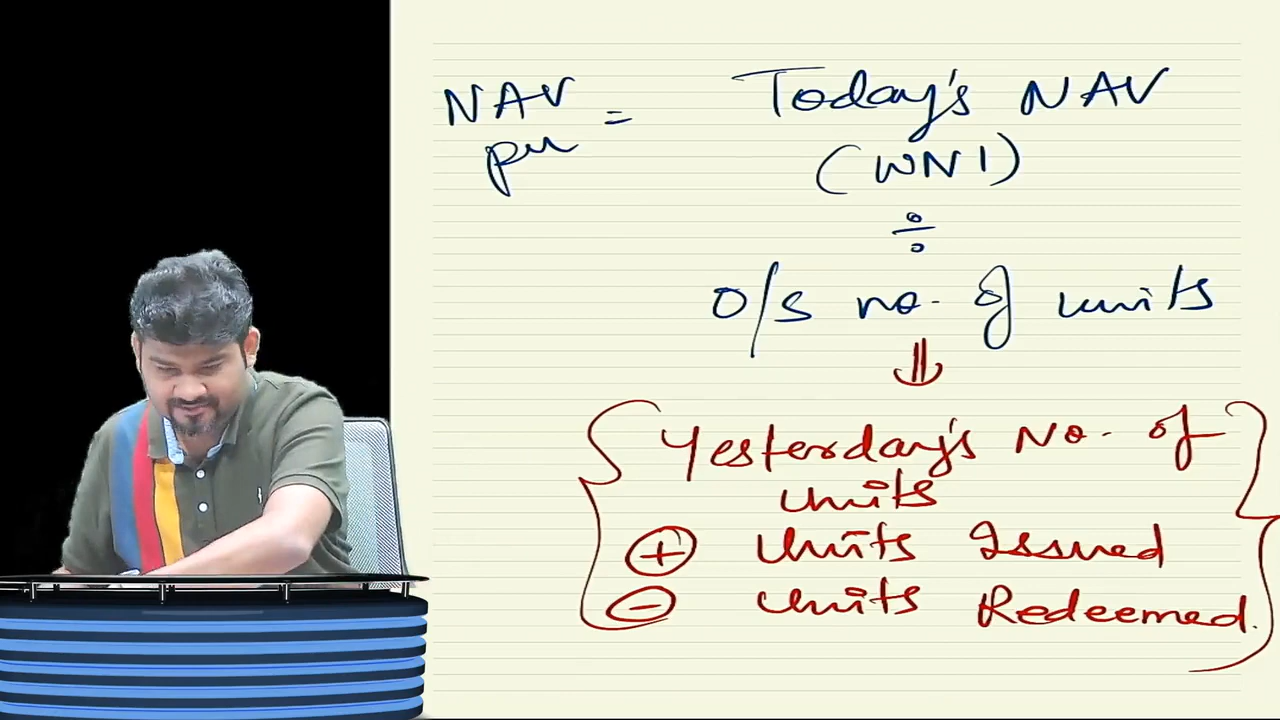 NAV = Today's NAV
pu (WN1)
÷
O/S no. of units
⇓
{ Yesterday's No. of
units
⊕ units Issued
⊖ units Redeemed. }